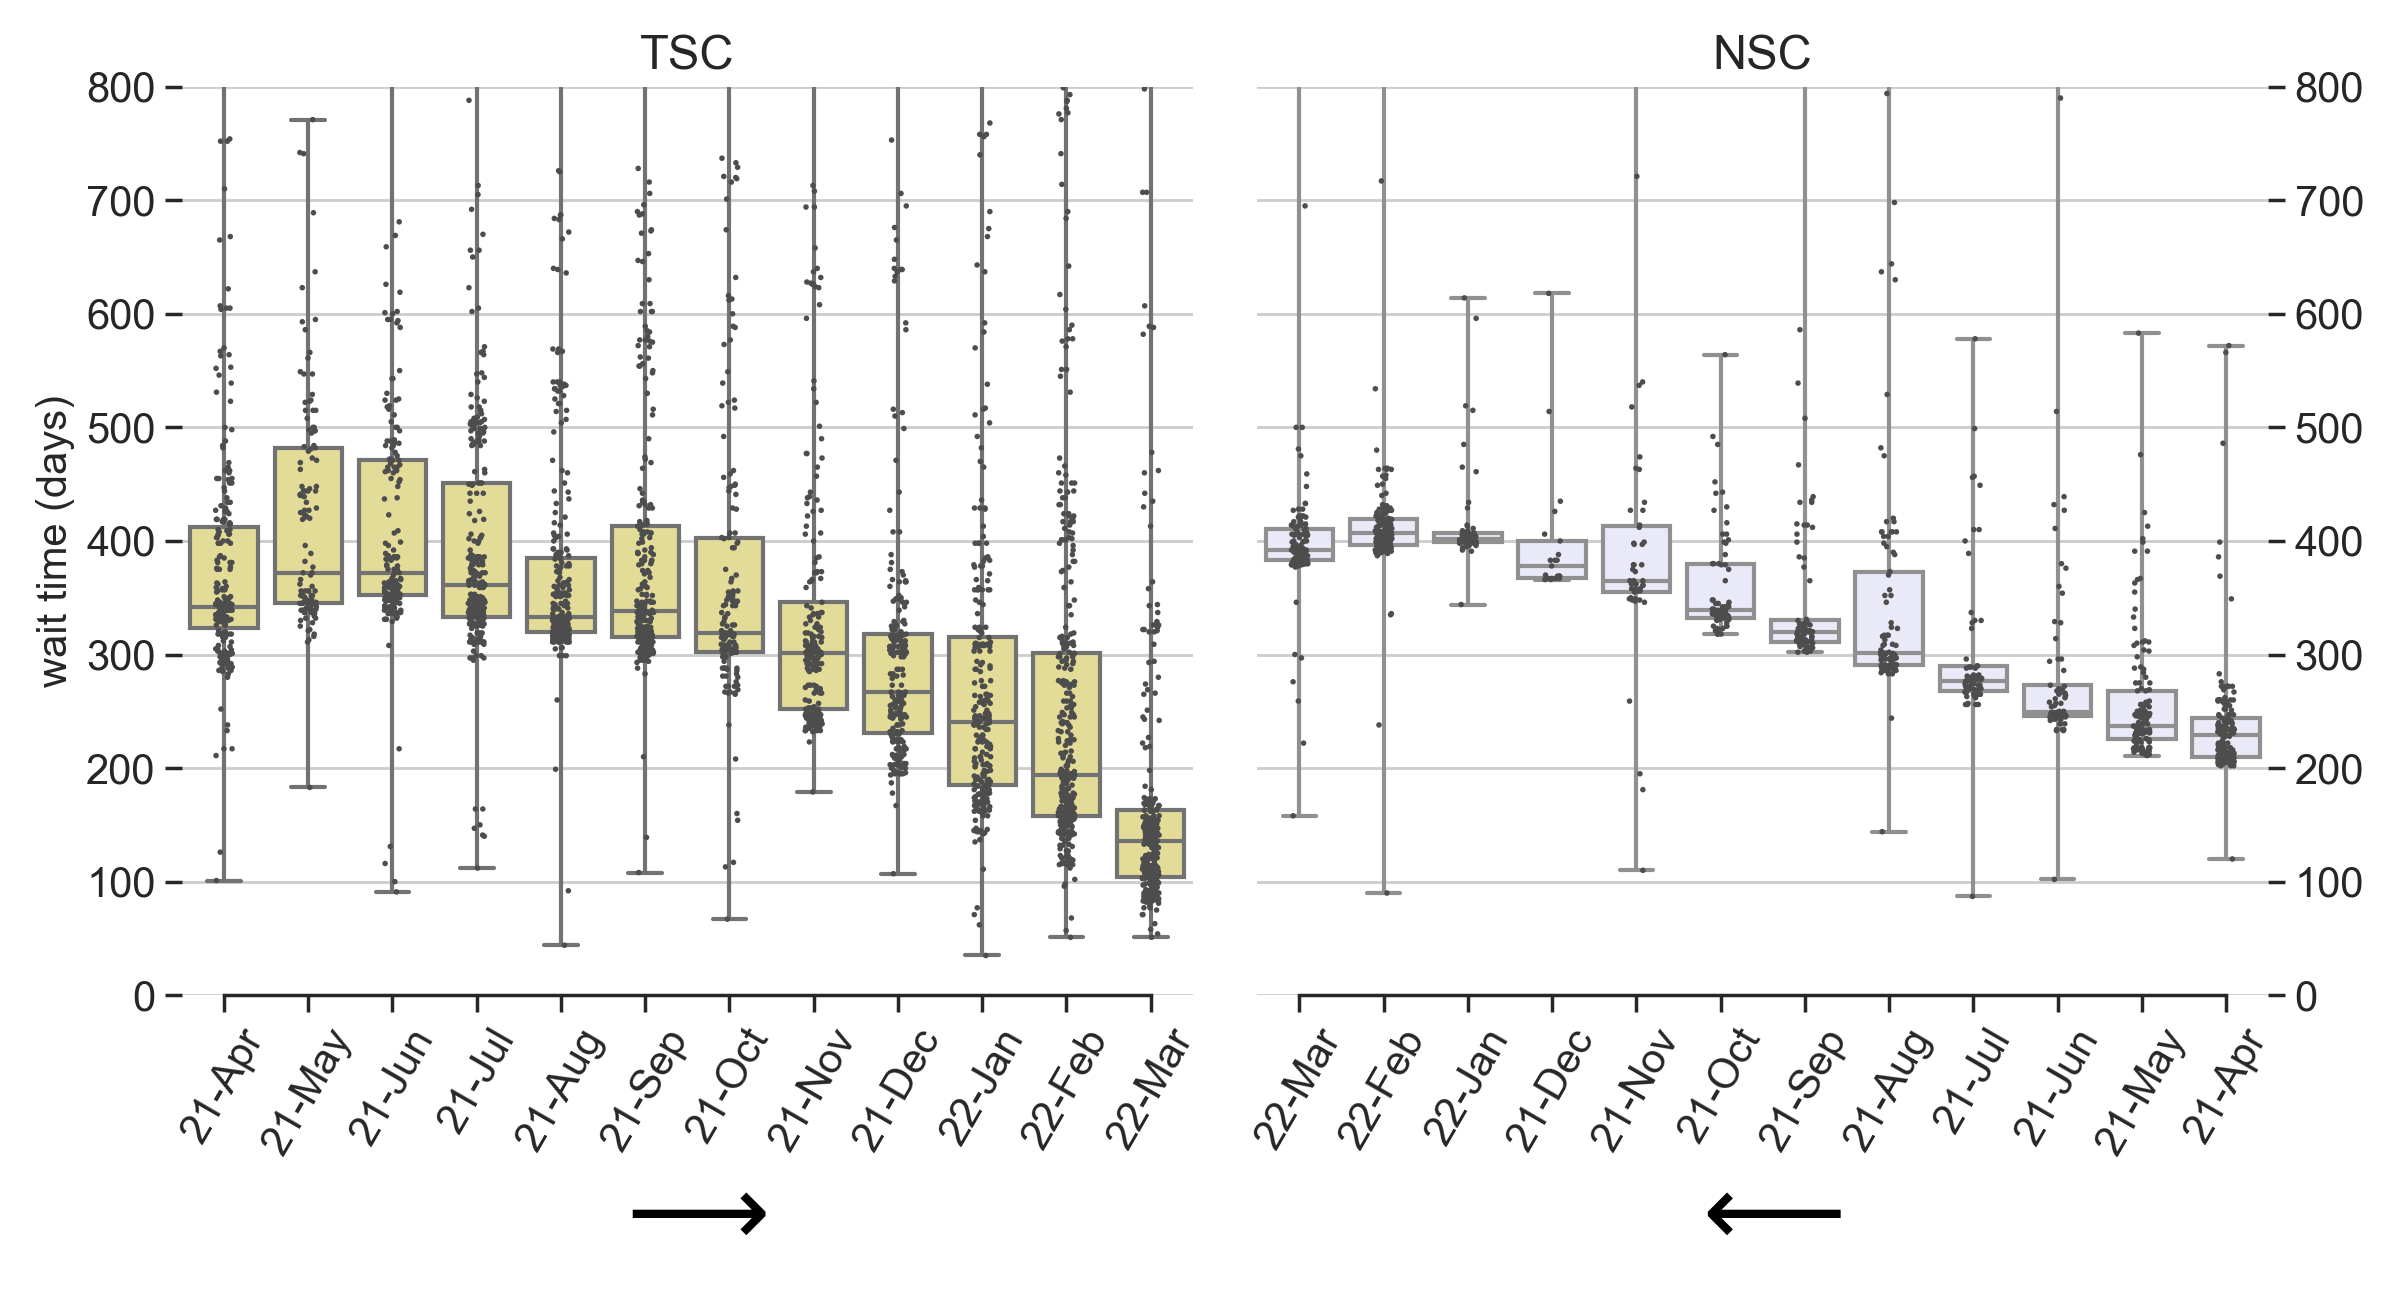 TSC
NSC
wait time (days)
800
700
600
500
400
300
200
100
0
800
700
600
500
400
300
200
100
0
21-Apr
21-May
21-Jun
21-Jul
21-Aug
21-Sep
21-Oct
21-Nov
21-Dec
22-Jan
22-Feb
22-Mar
22-Mar
22-Feb
22-Jan
21-Dec
21-Nov
21-Oct
21-Sep
21-Aug
21-Jul
21-Jun
21-May
21-Apr